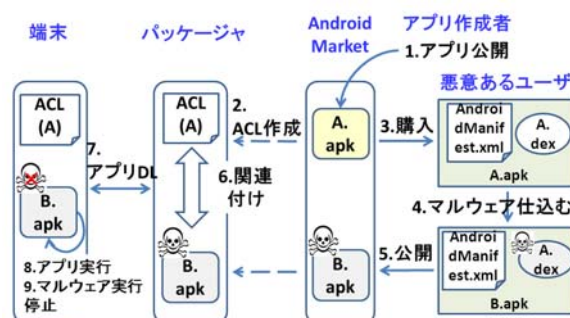 端末
パッケージャ
Android
Market
アプリ作成者
1.アプリ公開
悪意あるユーザ
ACL
(A)
ACL
(A)
2.
ACL作成
A.
apk
3.購入
Androi
dManif
est.xml
A.
dex
A.apk
7.
アプリDL
6.関連
付け
4.マルウェア仕込む
B.
apk
8.アプリ実行
9.マルウェア実行
停止
B.
apk
B.
apk
5.公開
Androi
dManif
est.xml
A.
dex
B.apk